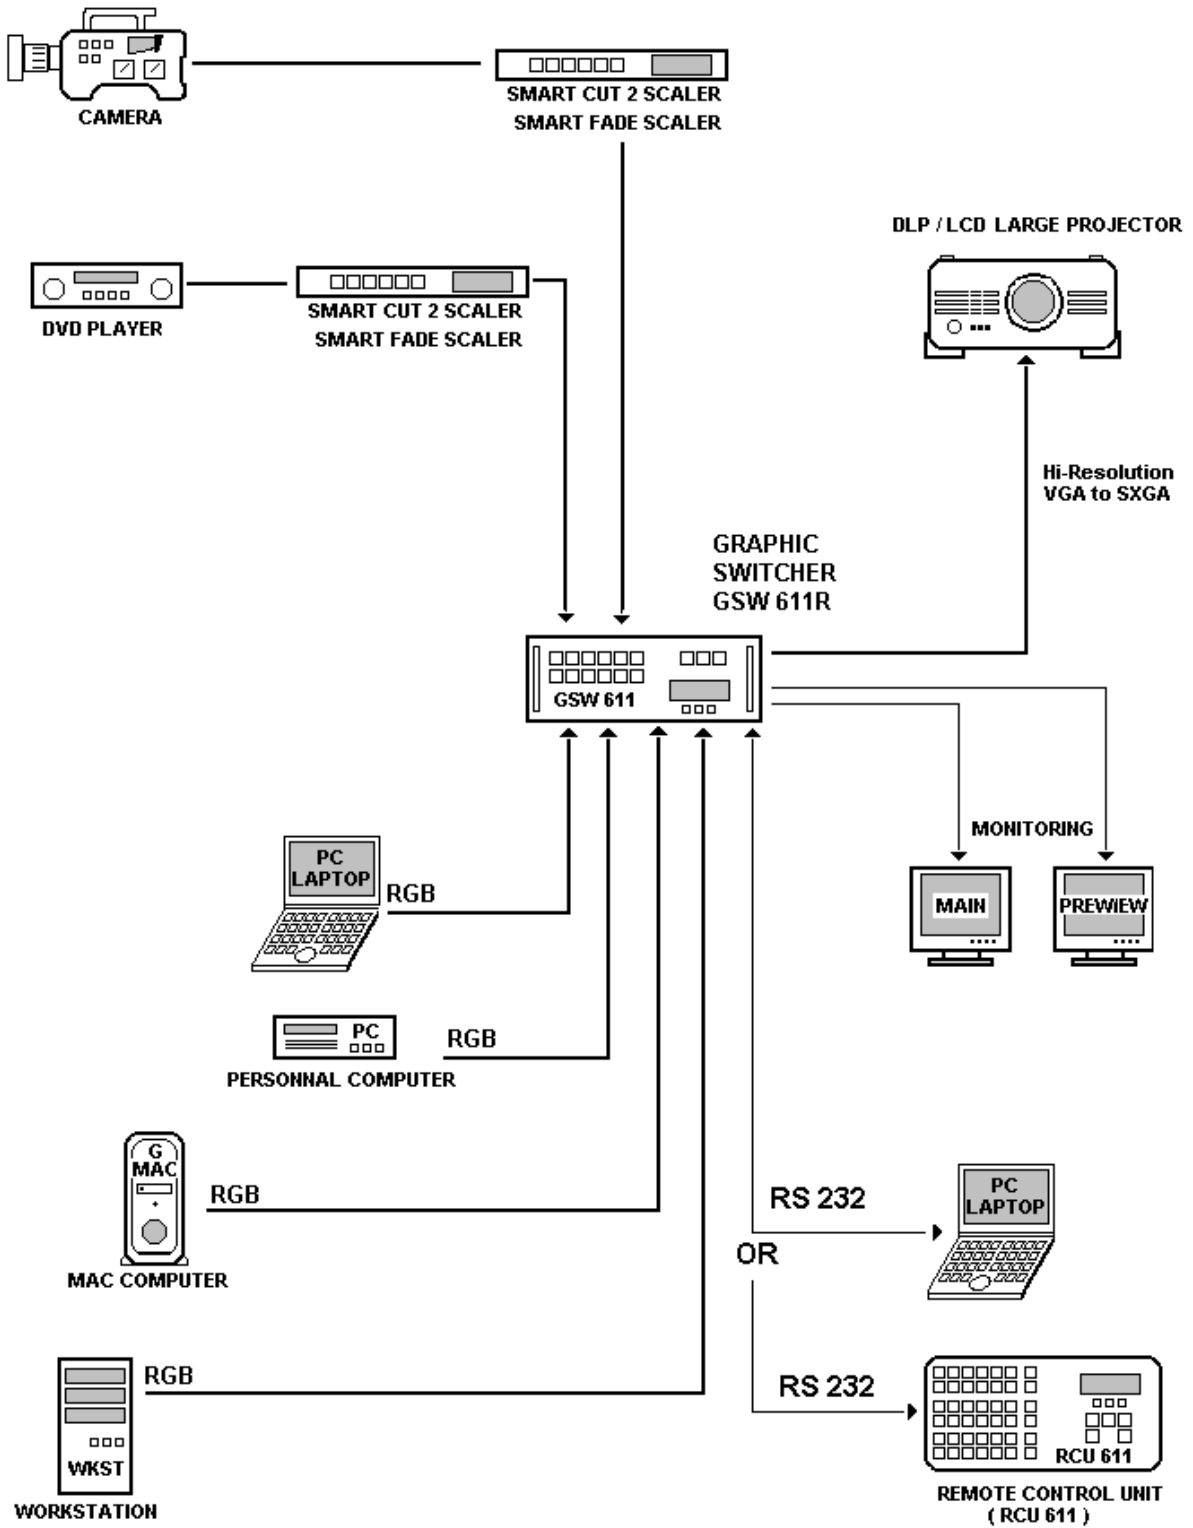 CAMERA
SMART CUT 2 SCALER
SMART FADE SCALER
DLP / LCD LARGE PROJECTOR
DVD PLAYER
SMART CUT 2 SCALER
SMART FADE SCALER
Hi-Resolution
VGA to SXGA
GRAPHIC
SWITCHER
GSW 611R
GSW 611
MONITORING
MAIN
PREWIEW
PC
LAPTOP
RGB
PC
RGB
PERSONNAL COMPUTER
G
MAC
RGB
MAC COMPUTER
RS 232
PC
LAPTOP
OR
RGB
WKST
WORKSTATION
RS 232
RCU 611
REMOTE CONTROL UNIT
( RCU 611 )